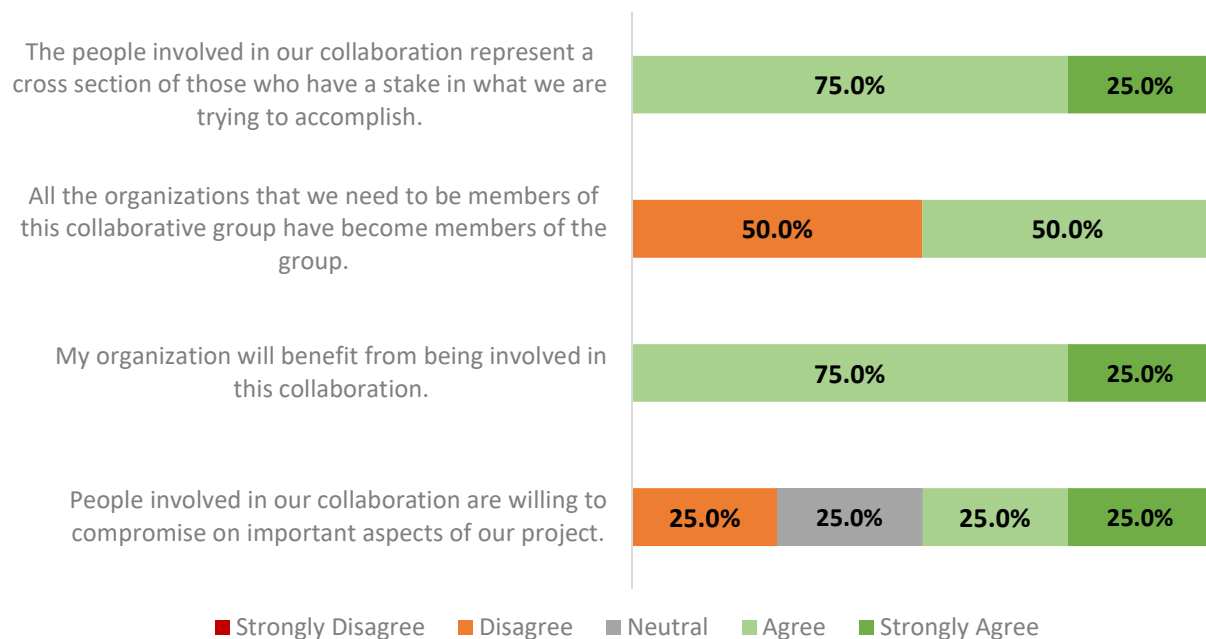 The people involved in our collaboration represent a
cross section of those who have a stake in what we are
trying to accomplish.
75.0% 25.0%
All the organizations that we need to be members of
this collaborative group have become members of the
group.
50.0% 50.0%
My organization will benefit from being involved in
this collaboration.
75.0% 25.0%
People involved in our collaboration are willing to
compromise on important aspects of our project.
25.0% 25.0% 25.0% 25.0%
Strongly Disagree Disagree Neutral Agree Strongly Agree